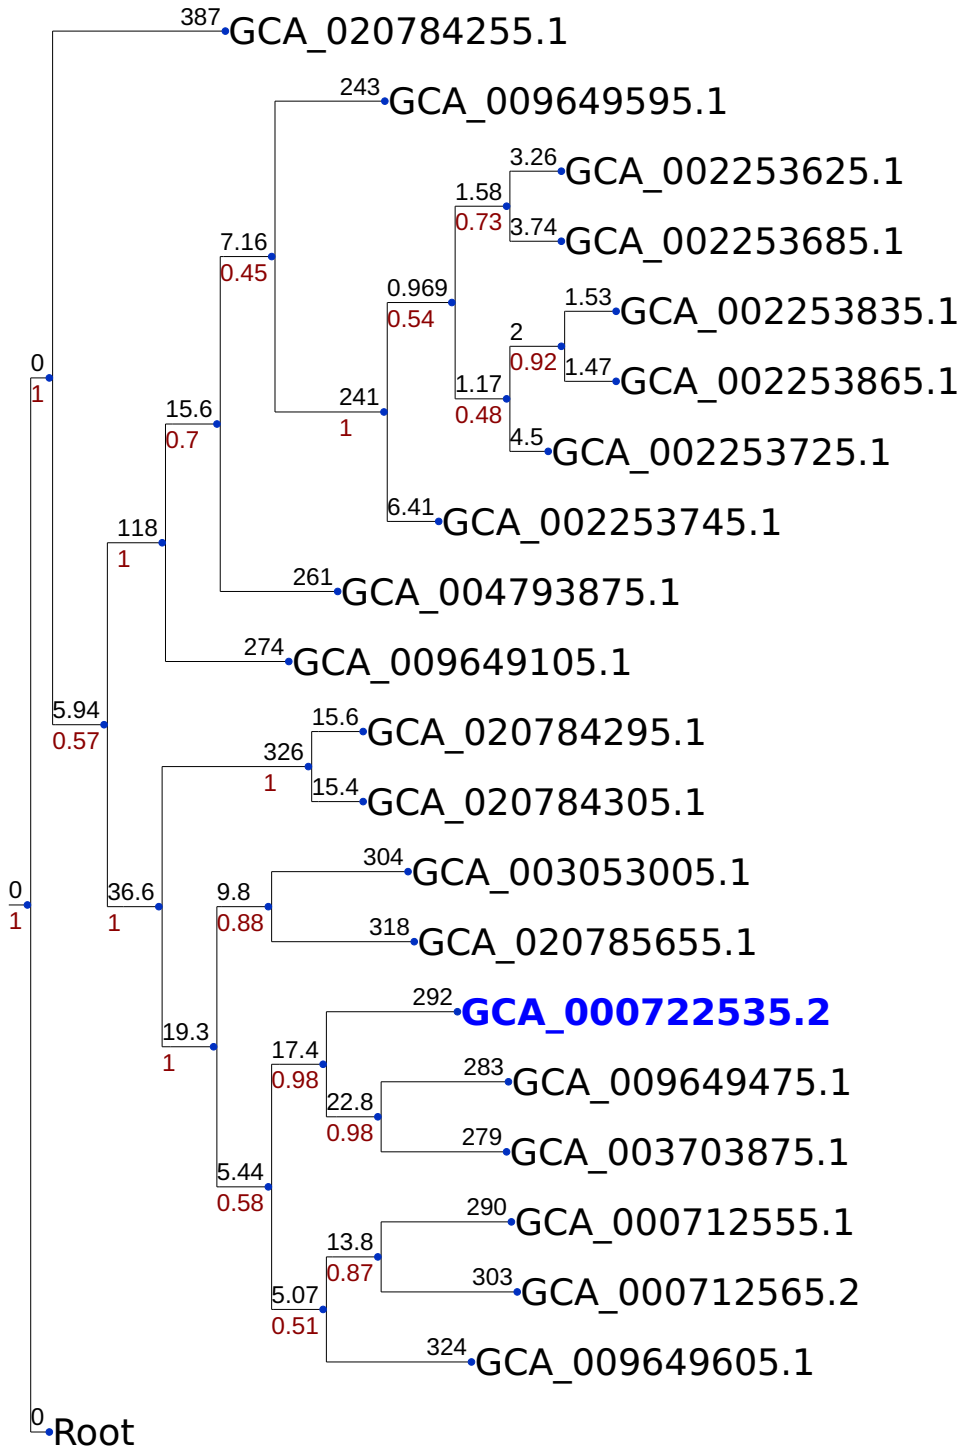 387
GCA_020784255.1
243
GCA_009649595.1
3.26
GCA_002253625.1
1.58
0.73
3.74
GCA_002253685.1
7.16
0.45
0.969
0.54
1.53
GCA_002253835.1
2
0.92
1.47
GCA_002253865.1
0
1
1.17
0.48
241
1
15.6
0.7
4.5
GCA_002253725.1
6.41
GCA_002253745.1
118
1
261
GCA_004793875.1
274
GCA_009649105.1
5.94
0.57
15.6
GCA_020784295.1
326
1
15.4
GCA_020784305.1
304
GCA_003053005.1
0
1
36.6
1
9.8
0.88
318
GCA_020785655.1
292
GCA_000722535.2
19.3
1
17.4
0.98
283
GCA_009649475.1
22.8
0.98
279
GCA_003703875.1
5.44
0.58
290
GCA_000712555.1
13.8
0.87
303
GCA_000712565.2
5.07
0.51
324
GCA_009649605.1
0
Root